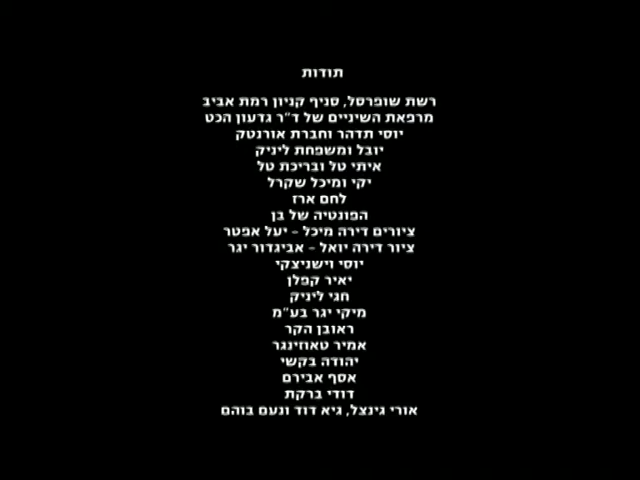 תודות
רשת שופרסל, סניף קניון רמת אביב
מרפאת השיניים של ד"ר גדעון הכט
יוסי תדהר וחברת אורנטק
יובל ומשפחת ליניק
איתי טל ובריכת טל
יקי ומיכל שקרל
לחם ארז
הפונטיה של בן
ציורים דירה מיכל - יעל אפטר
ציור דירה יואל - אביגדור יגר
יוסי וישניצקי
יאיר קפלן
חגי ליניק
מיקי יגר בע"מ
ראובן הקר
אמיר טאוזינגר
יהודה בקשי
אסף אבירם
דודי ברקת
אורי גינצל, גיא דוד ונעם בוהם